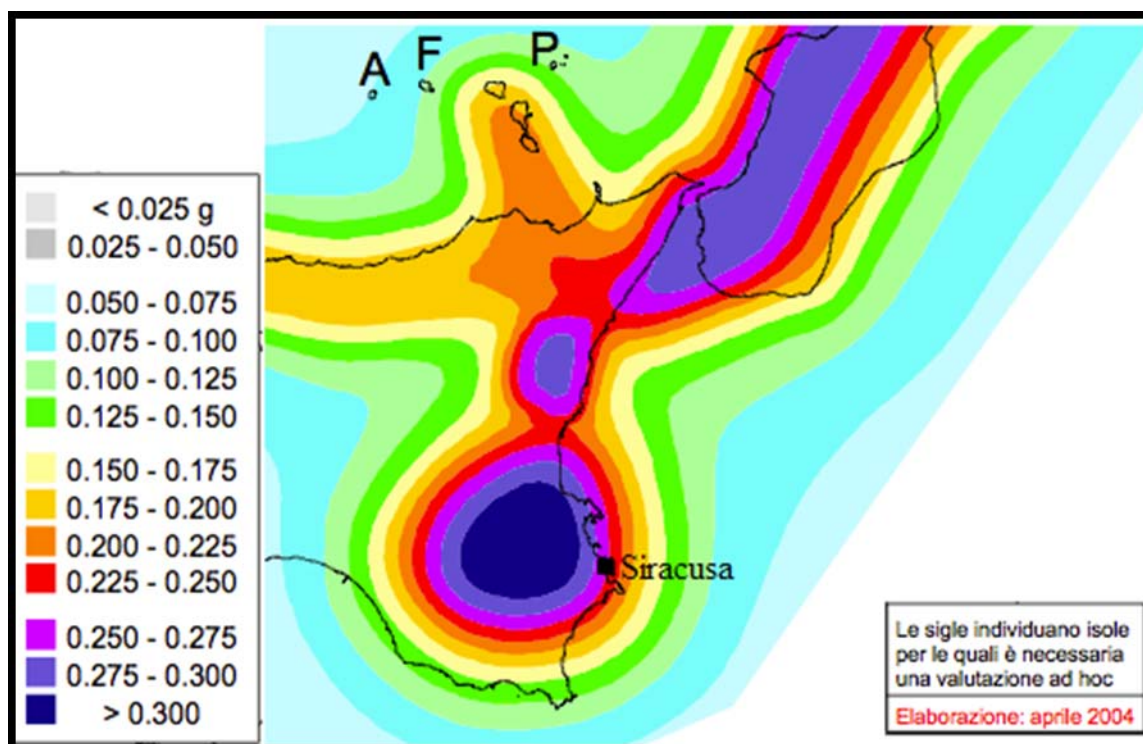 A F P
< 0.025 g
0.025 - 0.050
0.050 - 0.075
0.075 - 0.100
0.100 - 0.125
0.125 - 0.150
0.150 - 0.175
0.175 - 0.200
0.200 - 0.225
0.225 - 0.250
0.250 - 0.275
0.275 - 0.300
> 0.300
Siracusa
Le sigle individuano isole
per le quali è necessaria
una valutazione ad hoc
Elaborazione: aprile 2004